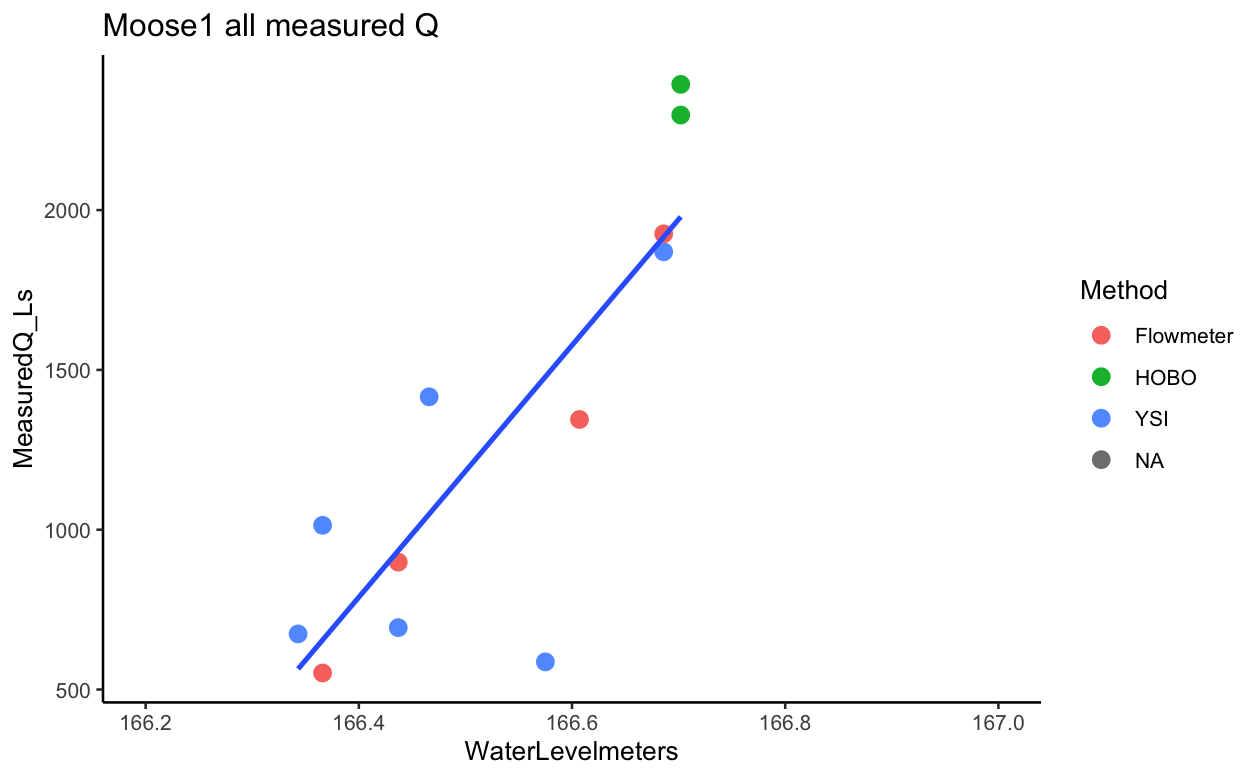 Moose1 all measured Q
MeasuredQ_Ls
2000
1500
1000
500
166.2 166.4 166.6 166.8 167.0
WaterLevelmeters
Method
Flowmeter
HOBO
YSI
NA